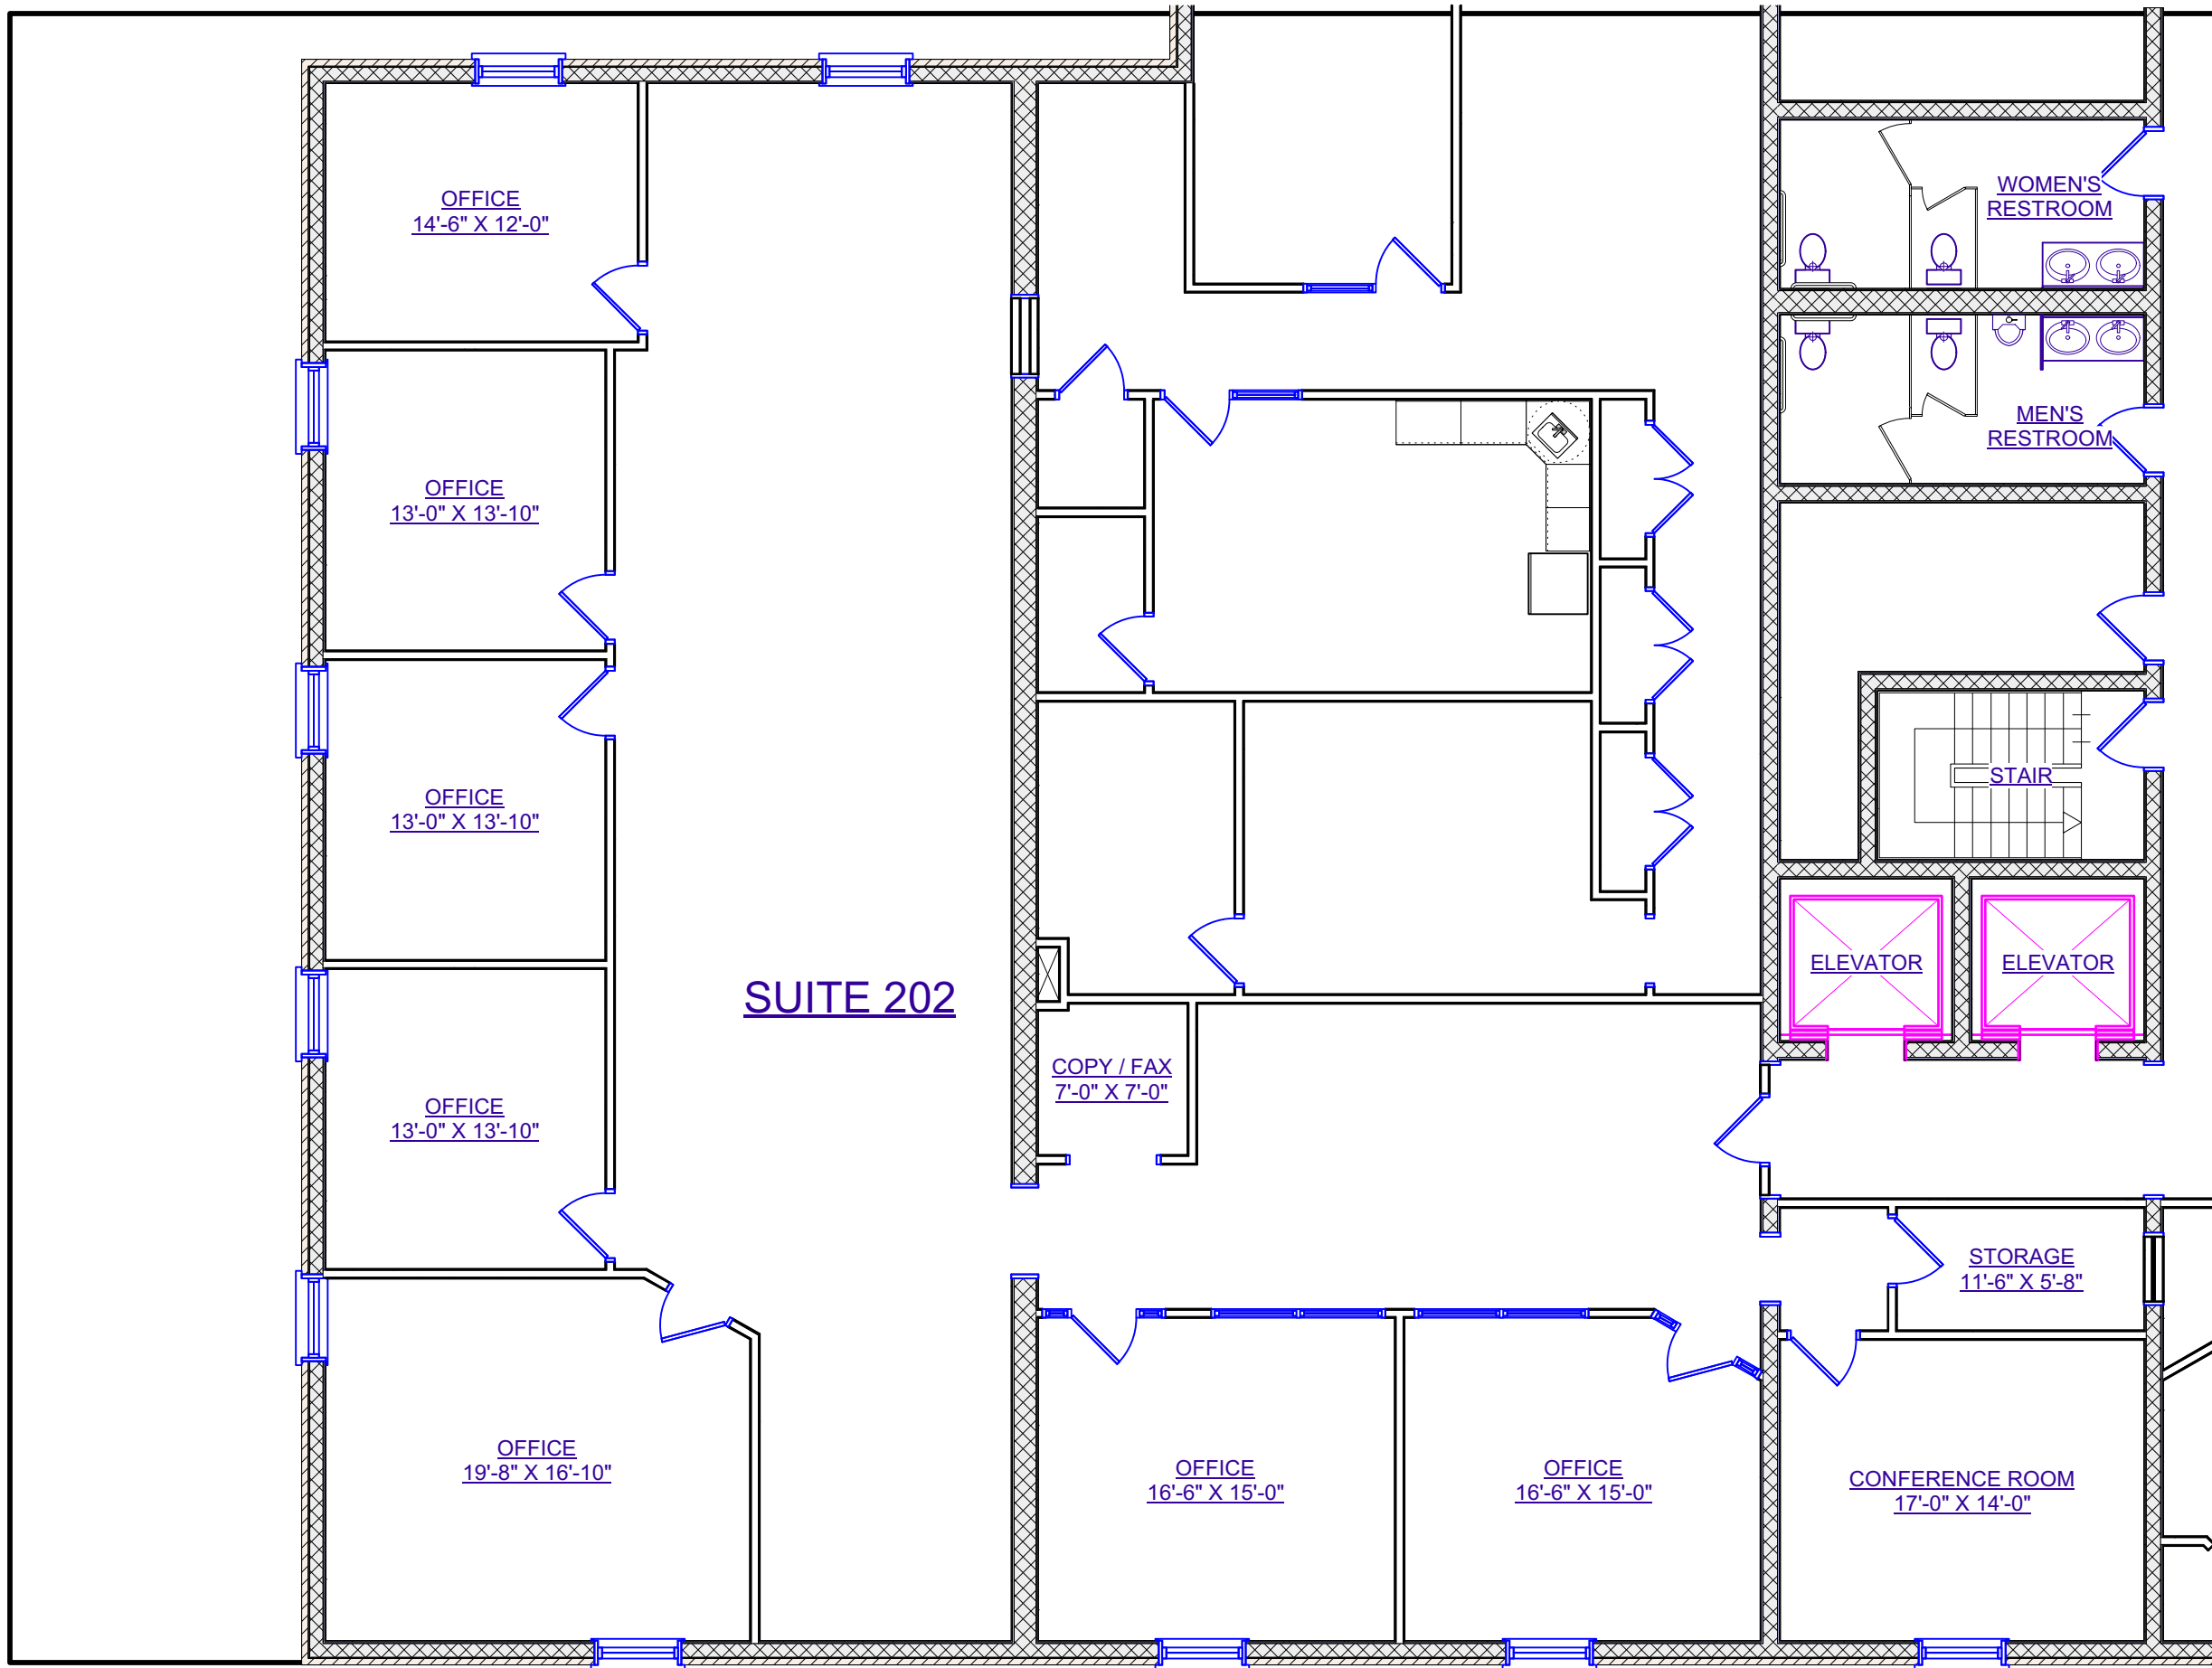 OFFICE
14'-6" X 12'-0"
WOMEN'S
RESTROOM
MEN'S
RESTROOM
OFFICE
13'-0" X 13'-10"
OFFICE
13'-0" X 13'-10"
STAIR
ELEVATOR
ELEVATOR
SUITE 202
COPY / FAX
7'-0" X 7'-0"
OFFICE
13'-0" X 13'-10"
STORAGE
11'-6" X 5'-8"
OFFICE
19'-8" X 16'-10"
OFFICE
16'-6" X 15'-0"
OFFICE
16'-6" X 15'-0"
CONFERENCE ROOM
17'-0" X 14'-0"